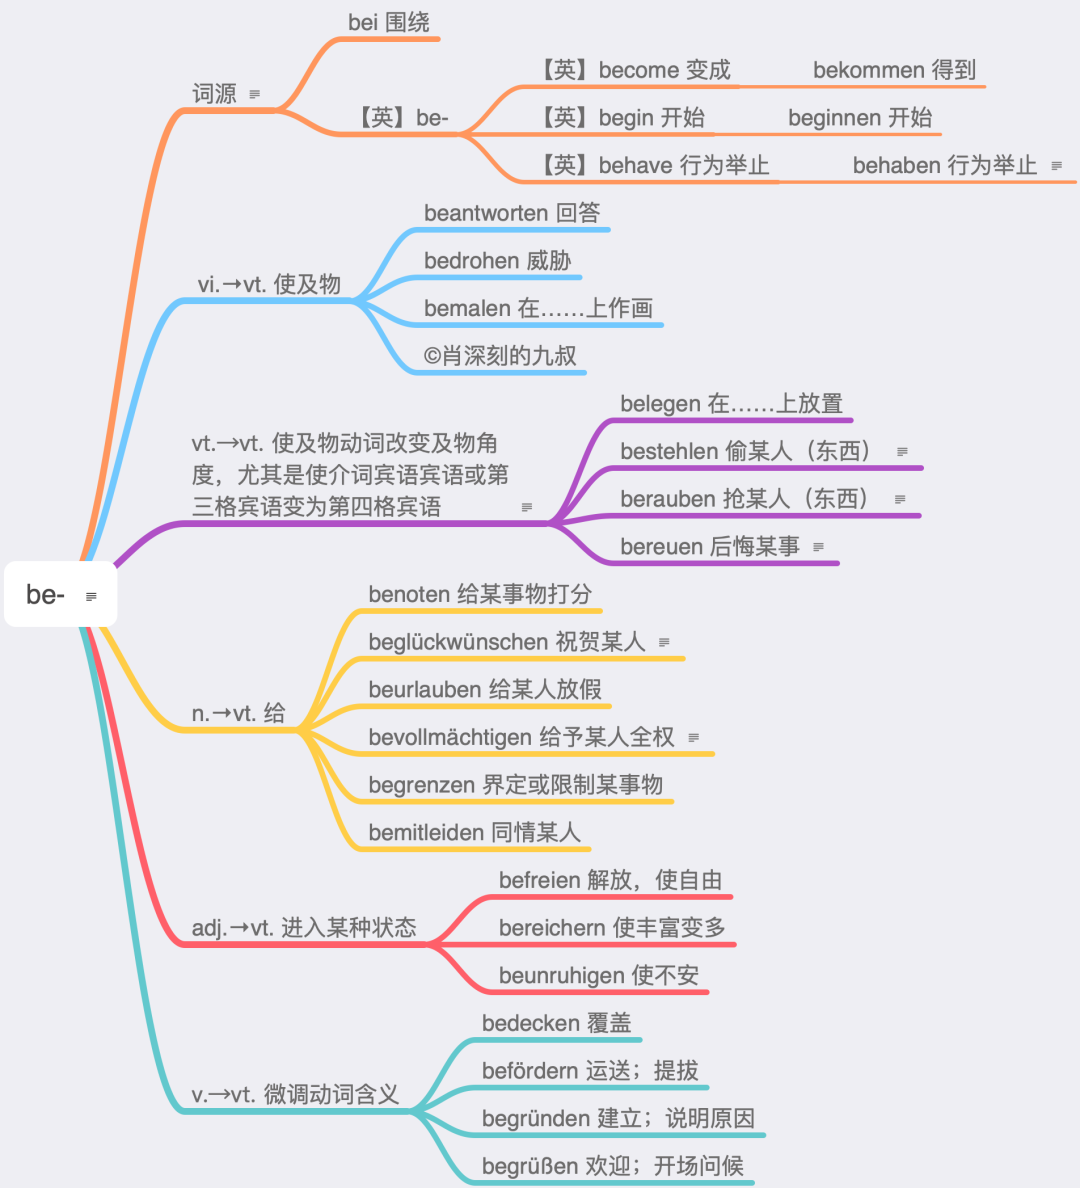 bei 围绕
词源
【英】be-
【英】become 变成
bekommen 得到
【英】begin 开始
beginnen 开始
【英】behave 行为举止
behaben 行为举止
vi.→vt. 使及物
beantworten 回答
bedrohen 威胁
bemalen 在……上作画
©肖深刻的九叔
vt.→vt. 使及物动词改变及物角
度，尤其是使介词宾语宾语或第
三格宾语变为第四格宾语
belegen 在……上放置
bestehlen 偷某人（东西）
berauben 抢某人（东西）
bereuen 后悔某事
be-
n.→vt. 给
benoten 给某事物打分
beglückwünschen 祝贺某人
beurlauben 给某人放假
bevollmächtigen 给予某人全权
begrenzen 界定或限制某事物
bemitleiden 同情某人
adj.→vt. 进入某种状态
befreien 解放，使自由
bereichern 使丰富变多
beunruhigen 使不安
v.→vt. 微调动词含义
bedecken 覆盖
befördern 运送；提拔
begründen 建立；说明原因
begrüßen 欢迎；开场问候